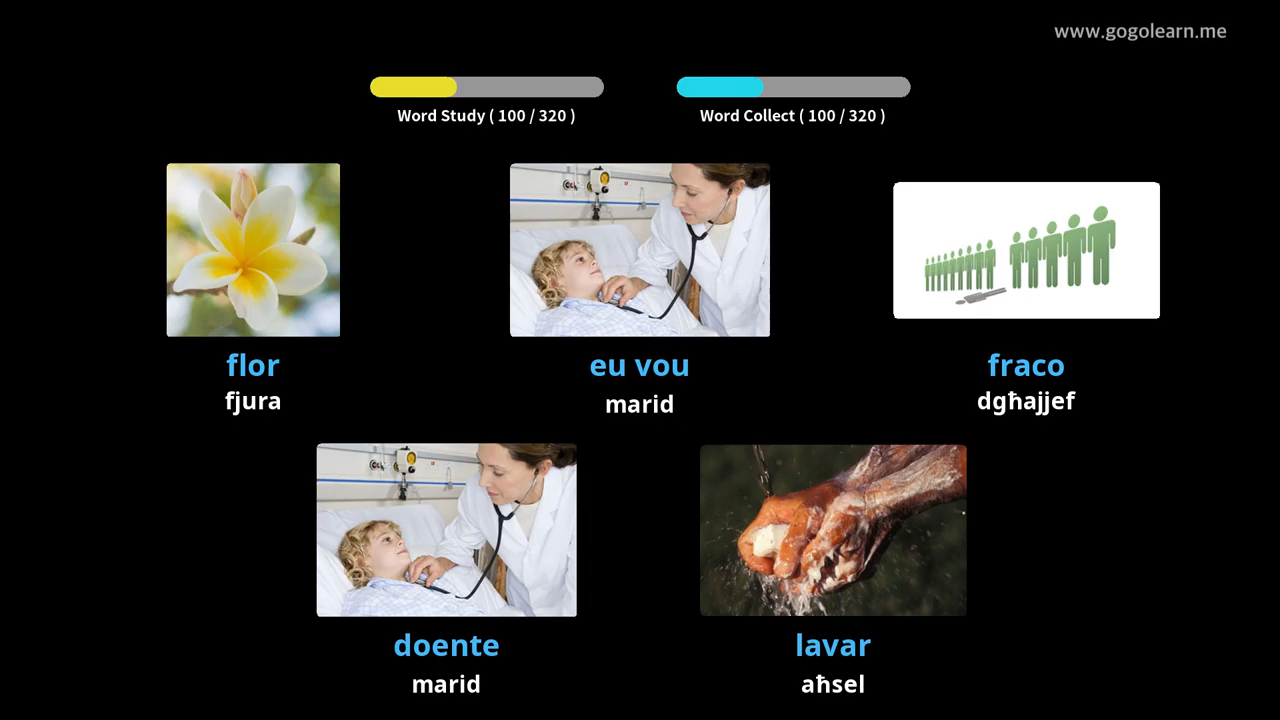 www.gogolearn.me
Word Study ( 100 / 320 )
Word Collect ( 100 / 320 )
flor
fjura
eu vou
marid
fraco
dgħajjef
doente
marid
lavar
aħsel